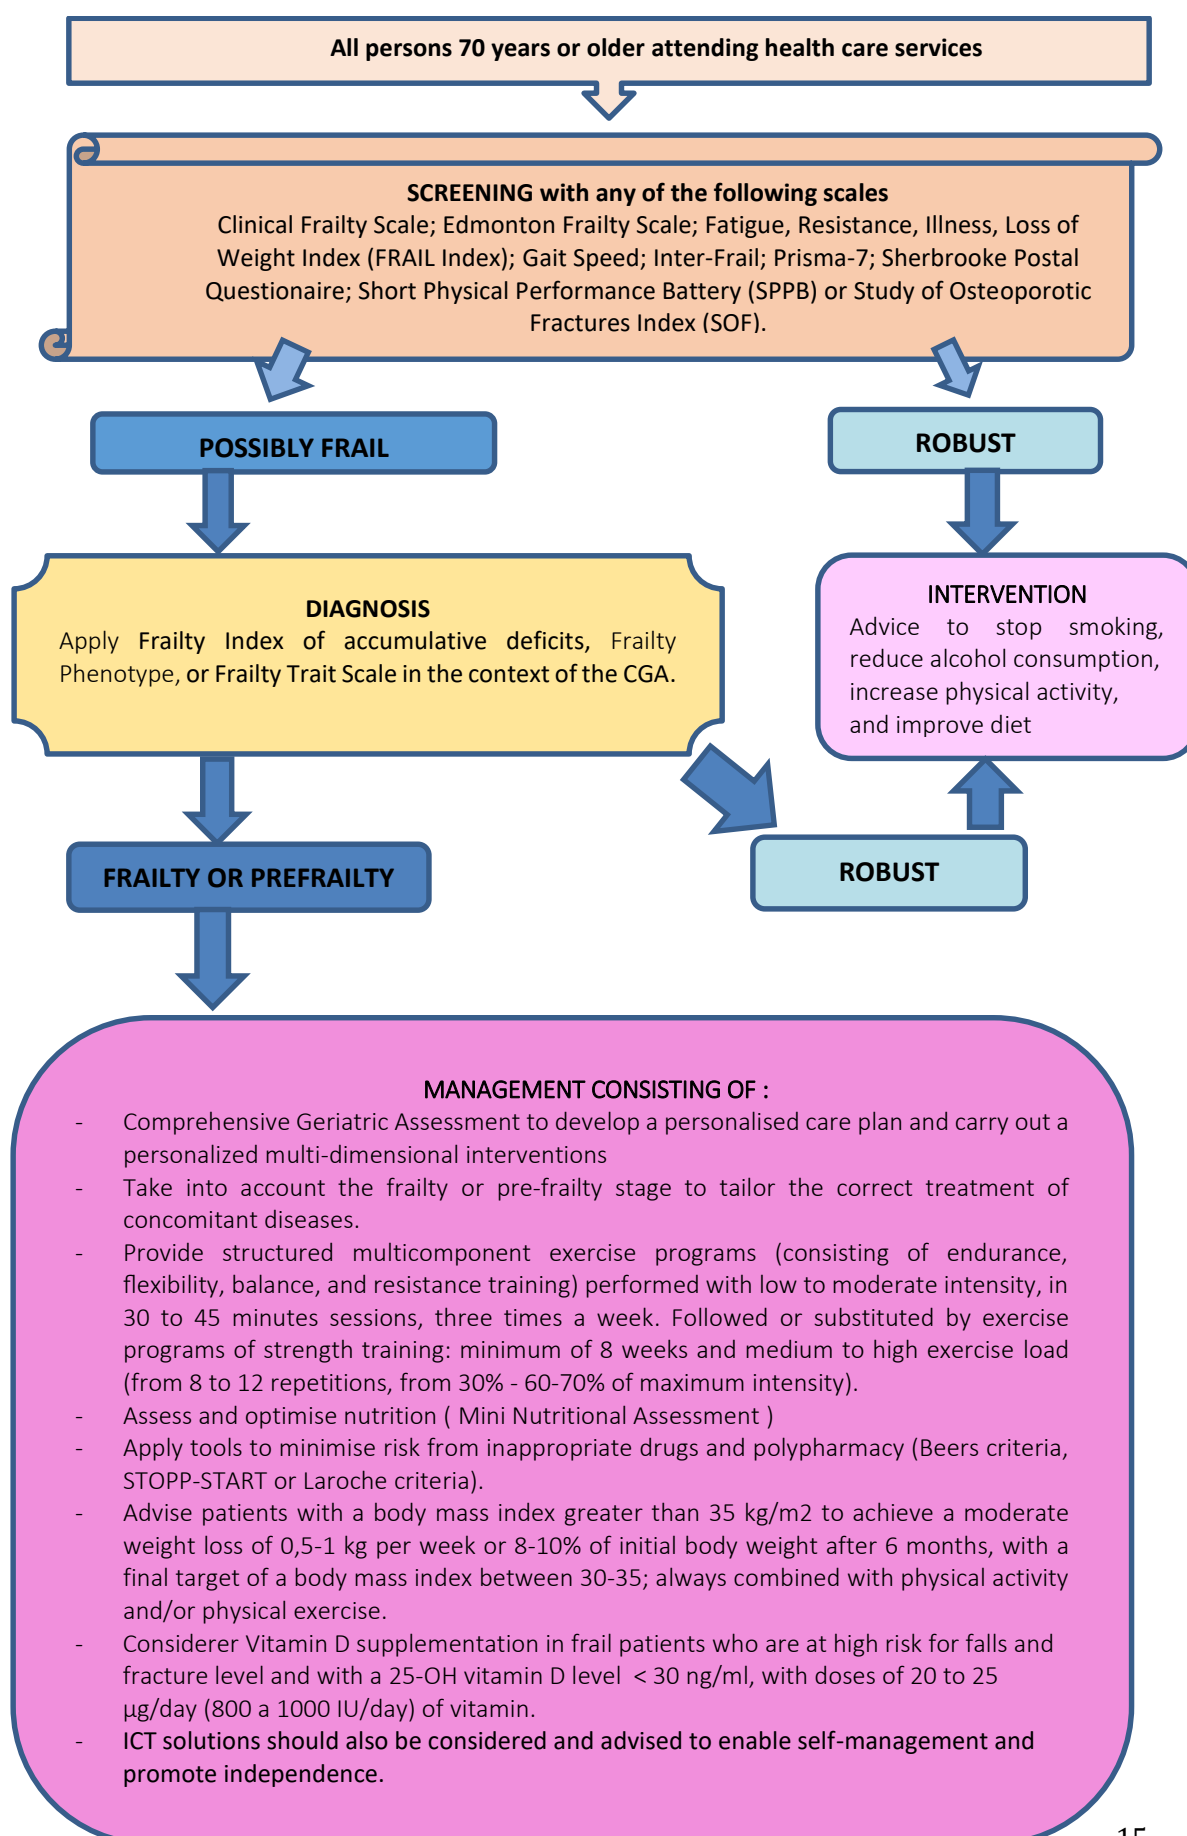 All persons 70 years or older attending health care services
SCREENING with any of the following scales
Clinical Frailty Scale; Edmonton Frailty Scale; Fatigue, Resistance, Illness, Loss of
Weight Index (FRAIL Index); Gait Speed; Inter-Frail; Prisma-7; Sherbrooke Postal
Questionaire; Short Physical Performance Battery (SPPB) or Study of Osteoporotic
Fractures Index (SOF).
POSSIBLY FRAIL
ROBUST
DIAGNOSIS
Apply Frailty Index of accumulative deficits, Frailty
Phenotype, or Frailty Trait Scale in the context of the CGA.
INTERVENTION
Advice to stop smoking,
reduce alcohol consumption,
increase physical activity,
and improve diet
FRAILTY OR PREFRAILTY
ROBUST
MANAGEMENT CONSISTING OF :
- Comprehensive Geriatric Assessment to develop a personalised care plan and carry out a
personalized multi-dimensional interventions
- Take into account the frailty or pre-frailty stage to tailor the correct treatment of
concomitant diseases.
- Provide structured multicomponent exercise programs (consisting of endurance,
flexibility, balance, and resistance training) performed with low to moderate intensity, in
30 to 45 minutes sessions, three times a week. Followed or substituted by exercise
programs of strength training: minimum of 8 weeks and medium to high exercise load
(from 8 to 12 repetitions, from 30% - 60-70% of maximum intensity).
- Assess and optimise nutrition ( Mini Nutritional Assessment )
- Apply tools to minimise risk from inappropriate drugs and polypharmacy (Beers criteria,
STOPP-START or Laroche criteria).
- Advise patients with a body mass index greater than 35 kg/m2 to achieve a moderate
weight loss of 0,5-1 kg per week or 8-10% of initial body weight after 6 months, with a
final target of a body mass index between 30-35; always combined with physical activity
and/or physical exercise.
- Considerer Vitamin D supplementation in frail patients who are at high risk for falls and
fracture level and with a 25-OH vitamin D level < 30 ng/ml, with doses of 20 to 25
µg/day (800 a 1000 IU/day) of vitamin.
- ICT solutions should also be considered and advised to enable self-management and
promote independence.
15